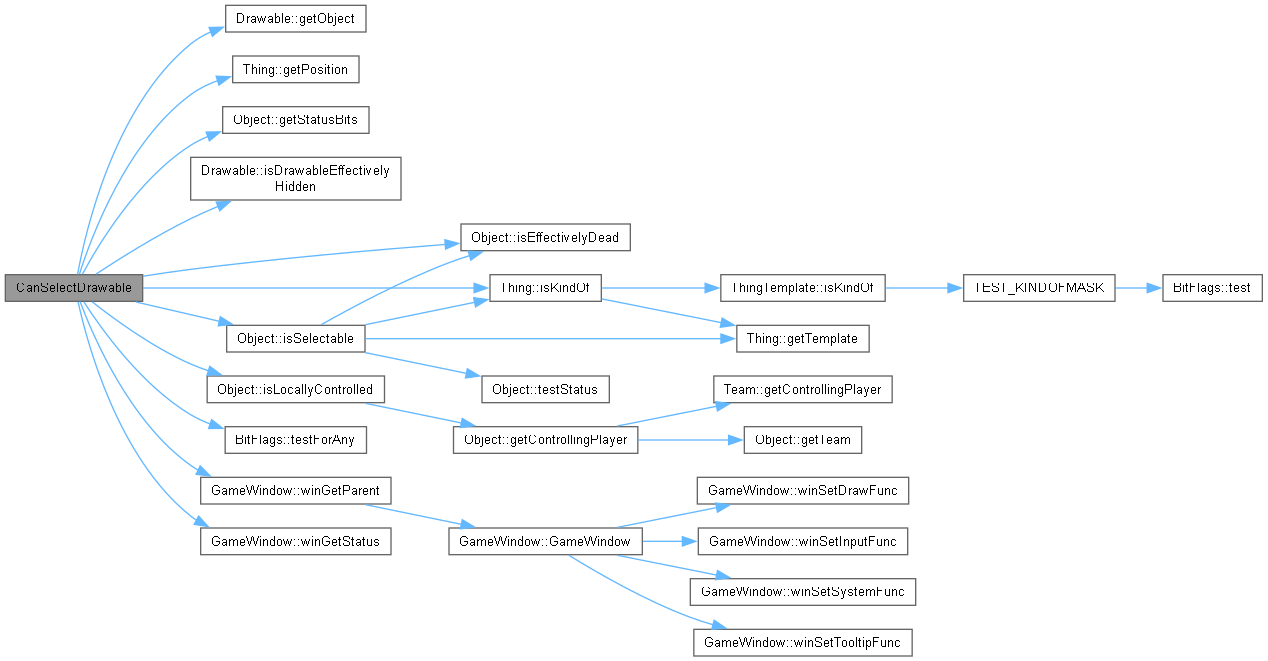 Drawable::getObject
Thing::getPosition
Object::getStatusBits
Drawable::isDrawableEffectively
Hidden
Object::isEffectivelyDead
CanSelectDrawable
Thing::isKindOf
ThingTemplate::isKindOf
TEST_KINDOFMASK
BitFlags::test
Object::isSelectable
Thing::getTemplate
Object::isLocallyControlled
Object::testStatus
Team::getControllingPlayer
BitFlags::testForAny
Object::getControllingPlayer
Object::getTeam
GameWindow::winGetParent
GameWindow::winSetDrawFunc
GameWindow::winGetStatus
GameWindow::GameWindow
GameWindow::winSetInputFunc
GameWindow::winSetSystemFunc
GameWindow::winSetTooltipFunc